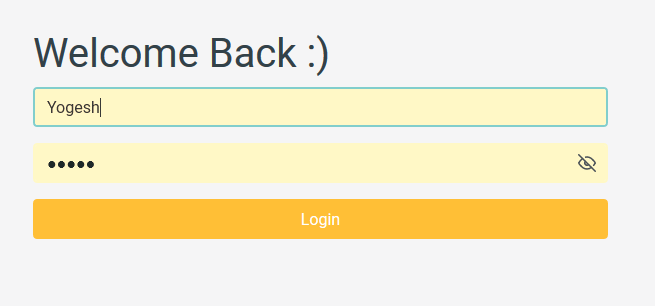 Welcome Back :)
Yogesh
•••••
Login